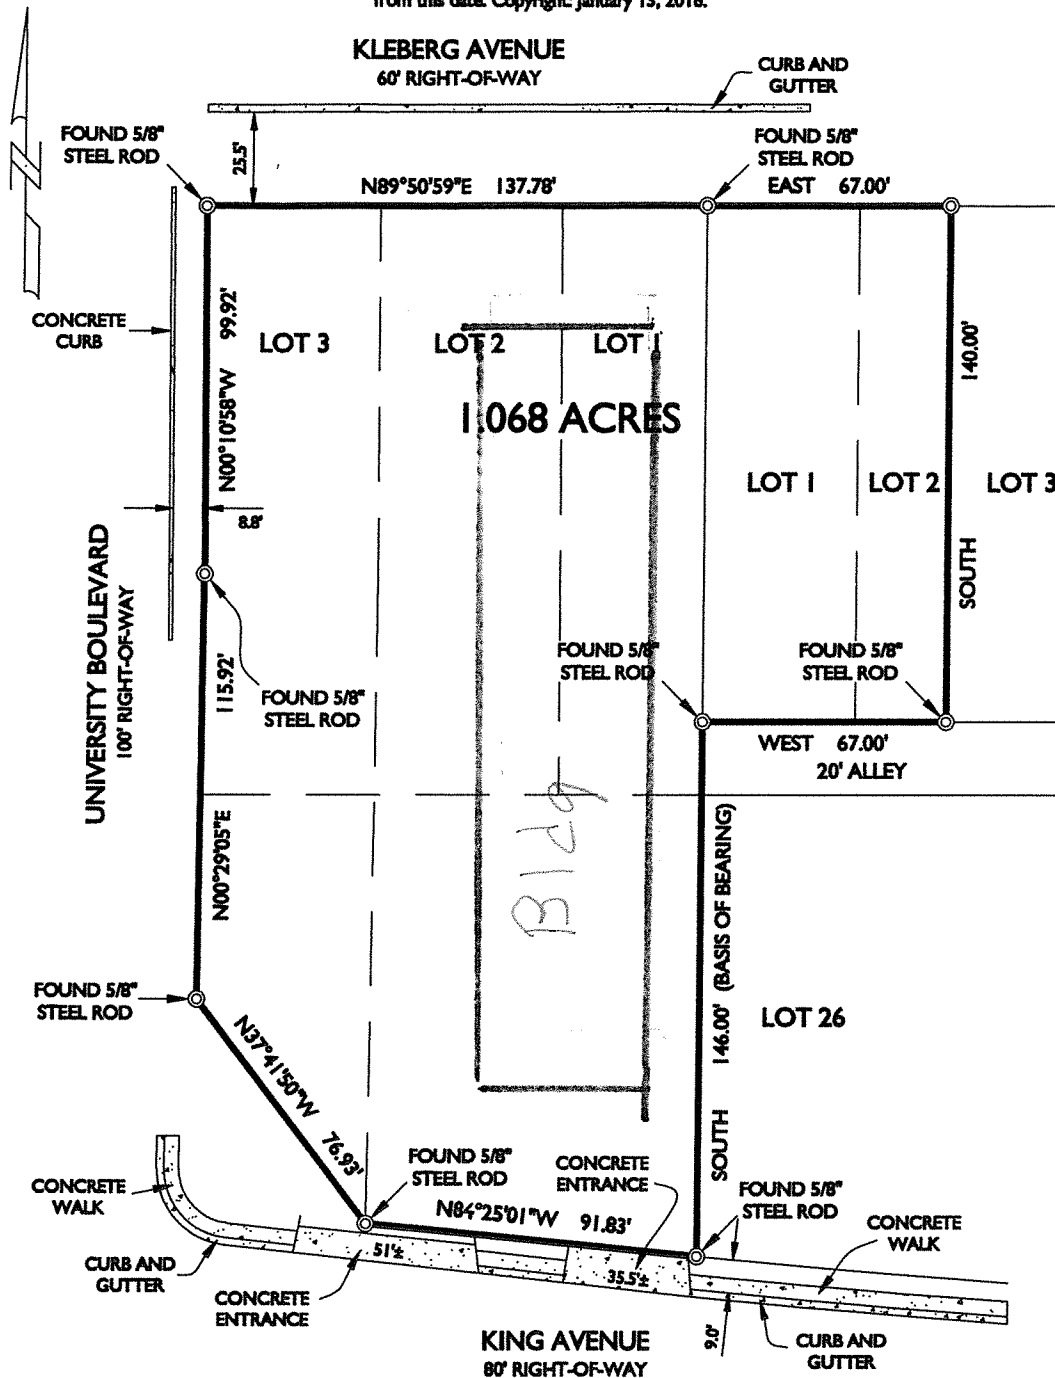 from this date. Copyright: January 13, 2016.
KLEBERG AVENUE
60' RIGHT-OF-WAY
CURB AND
GUTTER
FOUND 5/8"
STEEL ROD
25.5'
FOUND 5/8"
STEEL ROD
N89°50'59"E 137.78'
EAST 67.00'
CONCRETE
CURB
N00°10'58"W 99.92'
LOT 3
LOT 2
LOT 1
140.00'
1.068 ACRES
LOT 1
LOT 2
LOT 3
8.8'
UNIVERSITY BOULEVARD
100' RIGHT-OF-WAY
SOUTH
FOUND 5/8"
STEEL ROD
FOUND 5/8"
STEEL ROD
FOUND 5/8"
STEEL ROD
N00°29'05"E 115.92'
WEST 67.00'
20' ALLEY
Bldg
SOUTH 146.00' (BASIS OF BEARING)
FOUND 5/8"
STEEL ROD
LOT 26
N37°41'50"W 76.93'
FOUND 5/8"
STEEL ROD
CONCRETE
ENTRANCE
CONCRETE
WALK
N84°25'01"W 91.83'
FOUND 5/8"
STEEL ROD
CONCRETE
WALK
51'±
35.5'±
CURB AND
GUTTER
CONCRETE
ENTRANCE
9.0'
KING AVENUE
80' RIGHT-OF-WAY
CURB AND
GUTTER